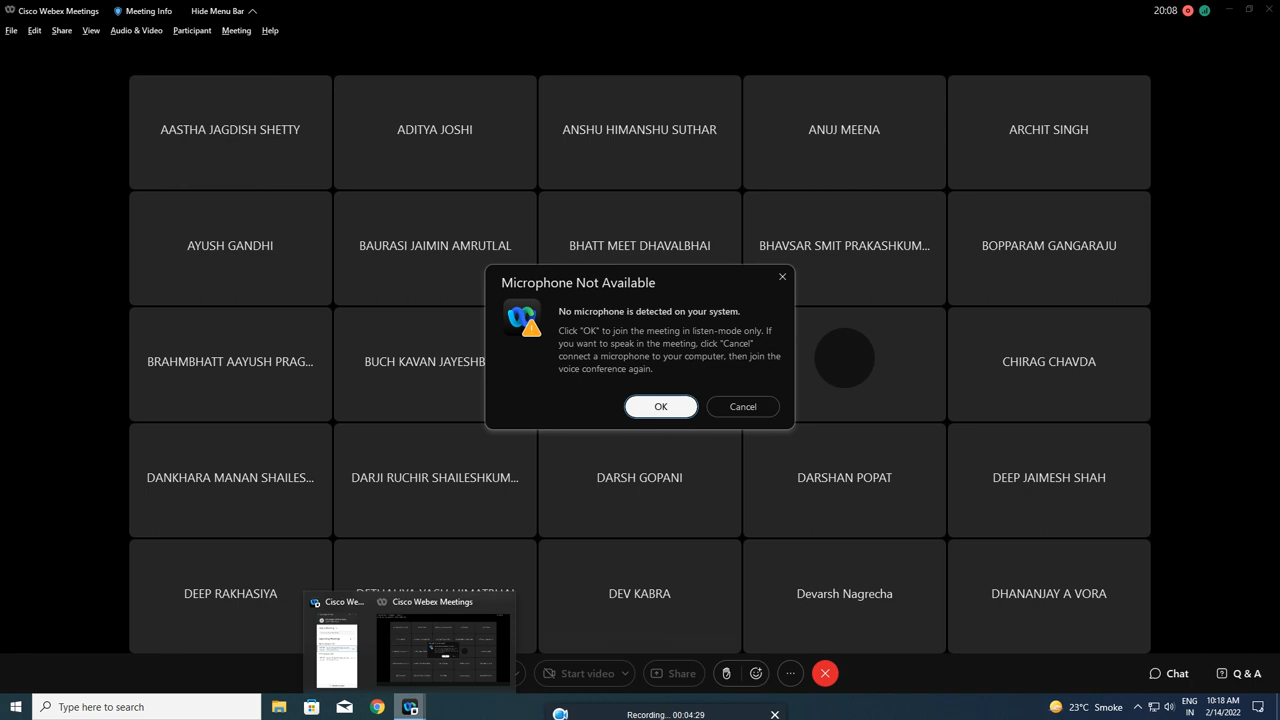 Cisco Webex Meetings Meeting Info Hide Menu Bar 20:08
File Edit Share View Audio & Video Participant Meeting Help
AASTHA JAGDISH SHETTY
ADITYA JOSHI
ANSHU HIMANSHU SUTHAR
ANUJ MEENA
ARCHIT SINGH
AYUSH GANDHI
BAURASI JAIMIN AMRUTLAL
BHATT MEET DHAVALBHAI
BHAVSAR SMIT PRAKASHKUM...
BOPPARAM GANGARAJU
Microphone Not Available
No microphone is detected on your system.
Click "OK" to join the meeting in listen-mode only. If
you want to speak in the meeting, click "Cancel"
connect a microphone to your computer, then join the
voice conference again.
OK
Cancel
BRAHMBHATT AAYUSH PRAG...
BUCH KAVAN JAYESHB
CHIRAG CHAVDA
DANKHARA MANAN SHAILES...
DARJI RUCHIR SHAILESHKUM...
DARSH GOPANI
DARSHAN POPAT
DEEP JAIMESH SHAH
DEEP RAKHASIYA
DEV KABRA
Devarsh Nagrecha
DHANANJAY A VORA
Cisco We... Cisco Webex Meetings
Start video Share Chat Q & A
Type here to search
Recording... 00:04:29
23°C Smoke
ENG
IN
10:18 AM
2/14/2022